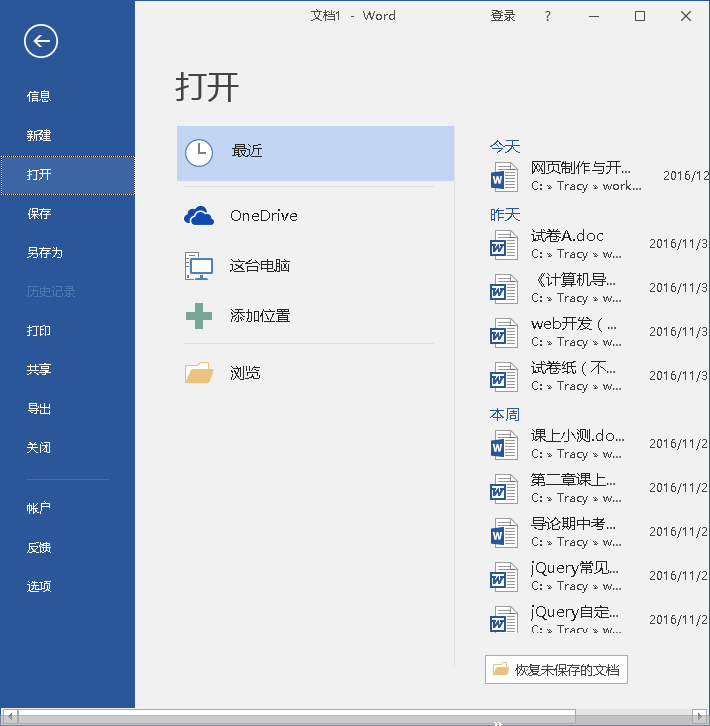 文档1 - Word
登录
?
信息
新建
打开
保存
另存为
历史记录
打印
共享
导出
关闭
帐户
反馈
选项
打开
最近
OneDrive
这台电脑
添加位置
浏览
今天
网页制作与开...
C: » Tracy » work...
2016/12
昨天
试卷A.doc
C: » Tracy » w...
2016/11/3
《计算机导...
C: » Tracy » w...
2016/11/3
web开发（...
C: » Tracy » w...
2016/11/3
试卷纸（不...
C: » Tracy » w...
2016/11/3
本周
课上小测.do...
C: » Tracy » w...
2016/11/2
第二章课上...
C: » Tracy » w...
2016/11/2
导论期中考...
C: » Tracy » w...
2016/11/2
jQuery常见...
C: » Tracy » w...
2016/11/2
jQuery自定...
C: » Tracy » w...
2016/11/2
恢复未保存的文档